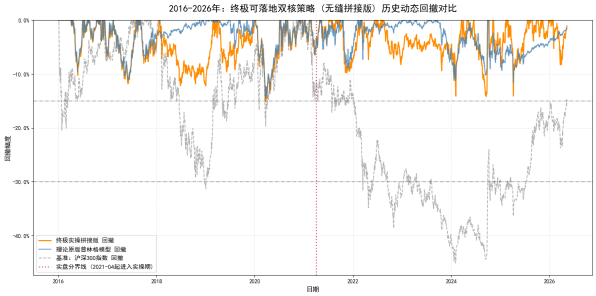 2016-2026年：终极可落地双核策略（无缝拼接版）历史动态回撤对比
0.0%
-10.0%
-20.0%
-30.0%
-40.0%
回撤幅度
终极实操拼接版 回撤
理论原版普林格模型 回撤
基准：沪深300指数 回撤
实盘分界线（2021-04起进入实操期）
2016
2018
2020
2022
2024
2026
日期